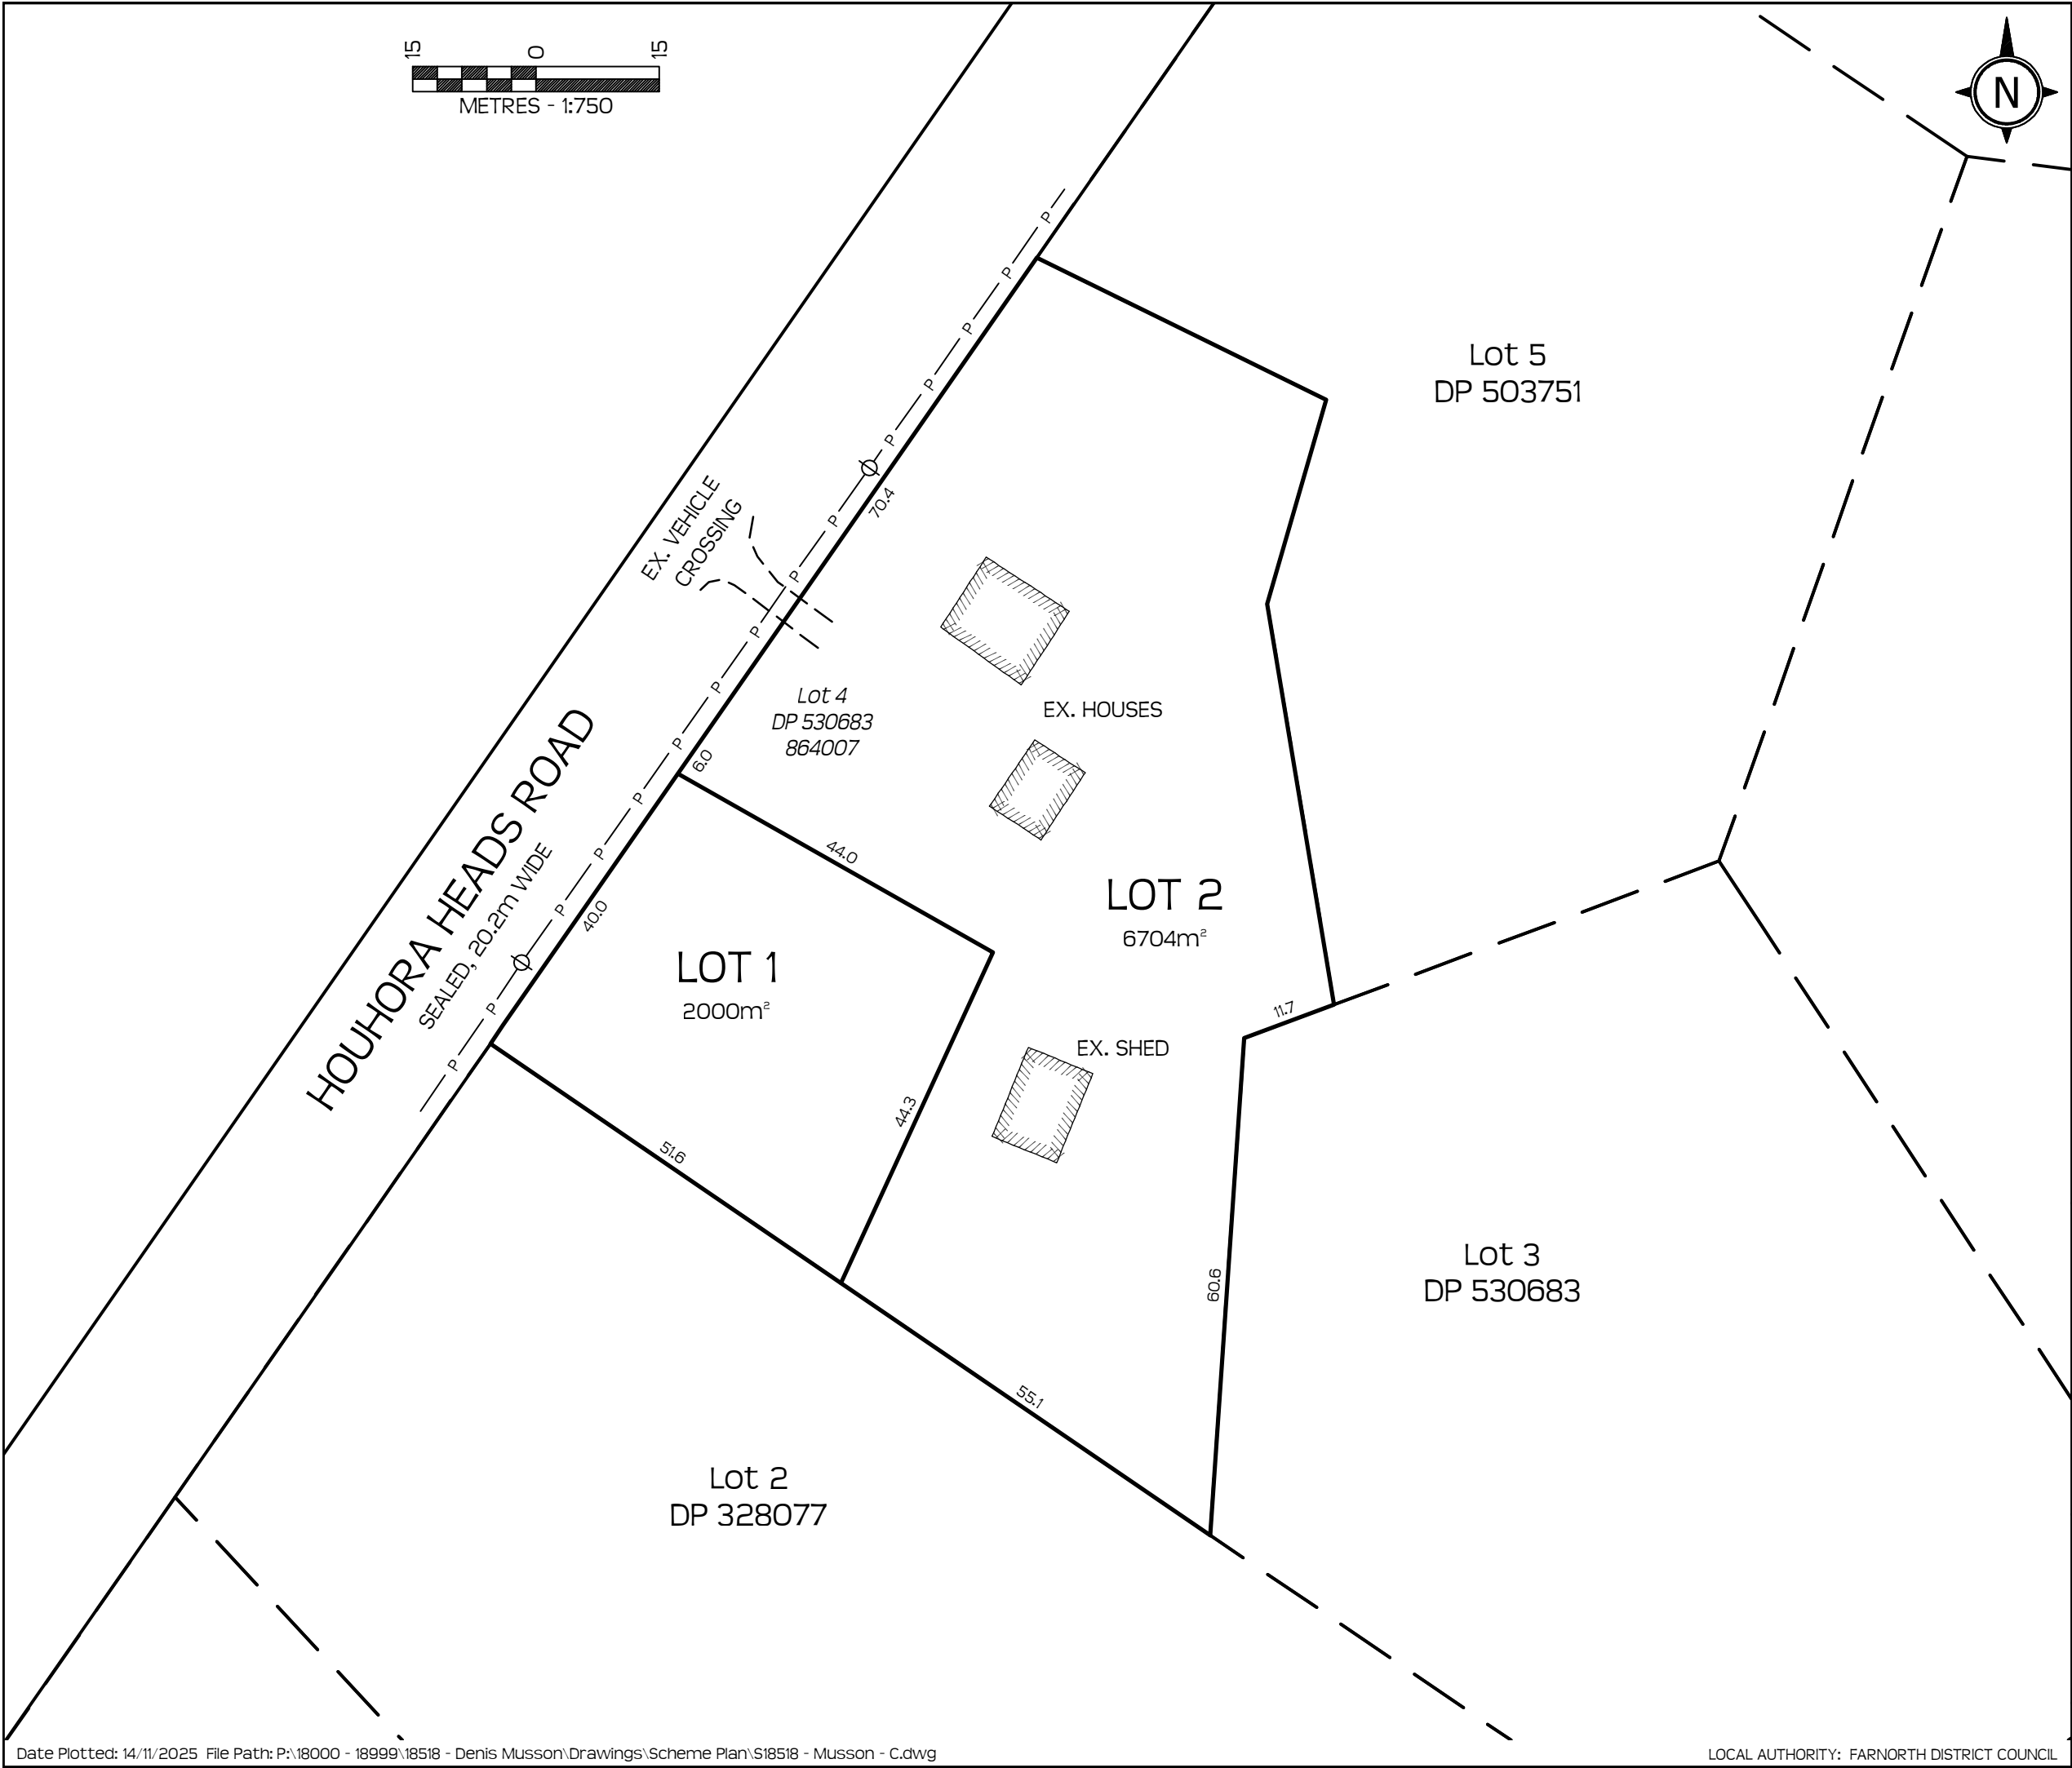 15 0 15
METRES - 1:750
N
Lot 5
DP 503751
P
P
P
P
P
70.4
EX. VEHICLE
CROSSING
P
P
P
P
P
P
P
P
P
P
Lot 4
DP 530683
864007
EX. HOUSES
6.0
HOUHORA HEADS ROAD
SEALED, 20.2m WIDE
44.0
40.0
LOT 2
6704m²
LOT 1
2000m²
11.7
EX. SHED
44.3
51.6
60.6
Lot 3
DP 530683
55.1
Lot 2
DP 328077
Date Plotted: 14/11/2025 File Path: P:\18000 - 18999\18518 - Denis Musson\Drawings\Scheme Plan\S18518 - Musson - C.dwg
LOCAL AUTHORITY: FARNORTH DISTRICT COUNCIL